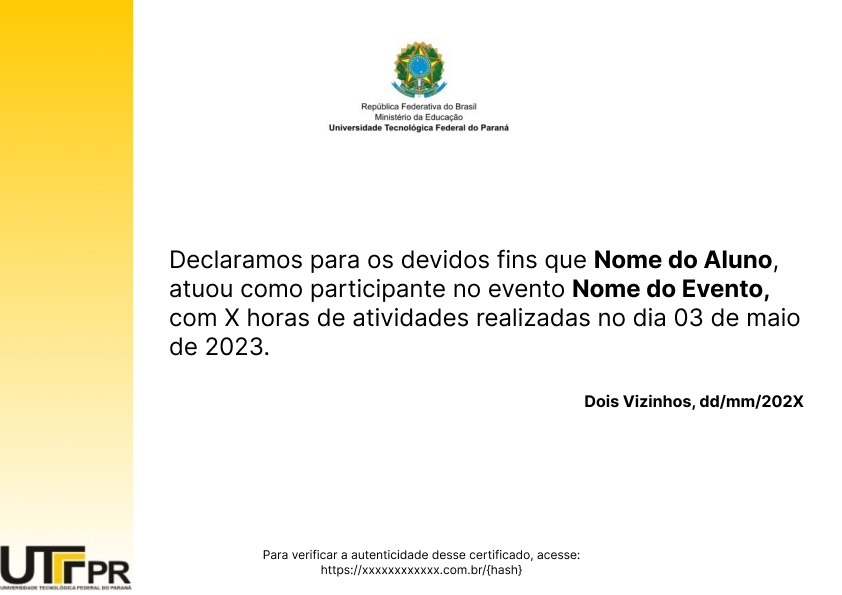 República Federativa do Brasil
Ministério da Educação
Universidade Tecnológica Federal do Paraná
Declaramos para os devidos fins que Nome do Aluno,
atuou como participante no evento Nome do Evento,
com X horas de atividades realizadas no dia 03 de maio
de 2023.
Dois Vizinhos, dd/mm/202X
UTFPR
UNIVERSIDADE TECNOLÓGICA FEDERAL DO PARANÁ
Para verificar a autenticidade desse certificado, acesse:
https://xxxxxxxxxxxx.com.br/{hash}